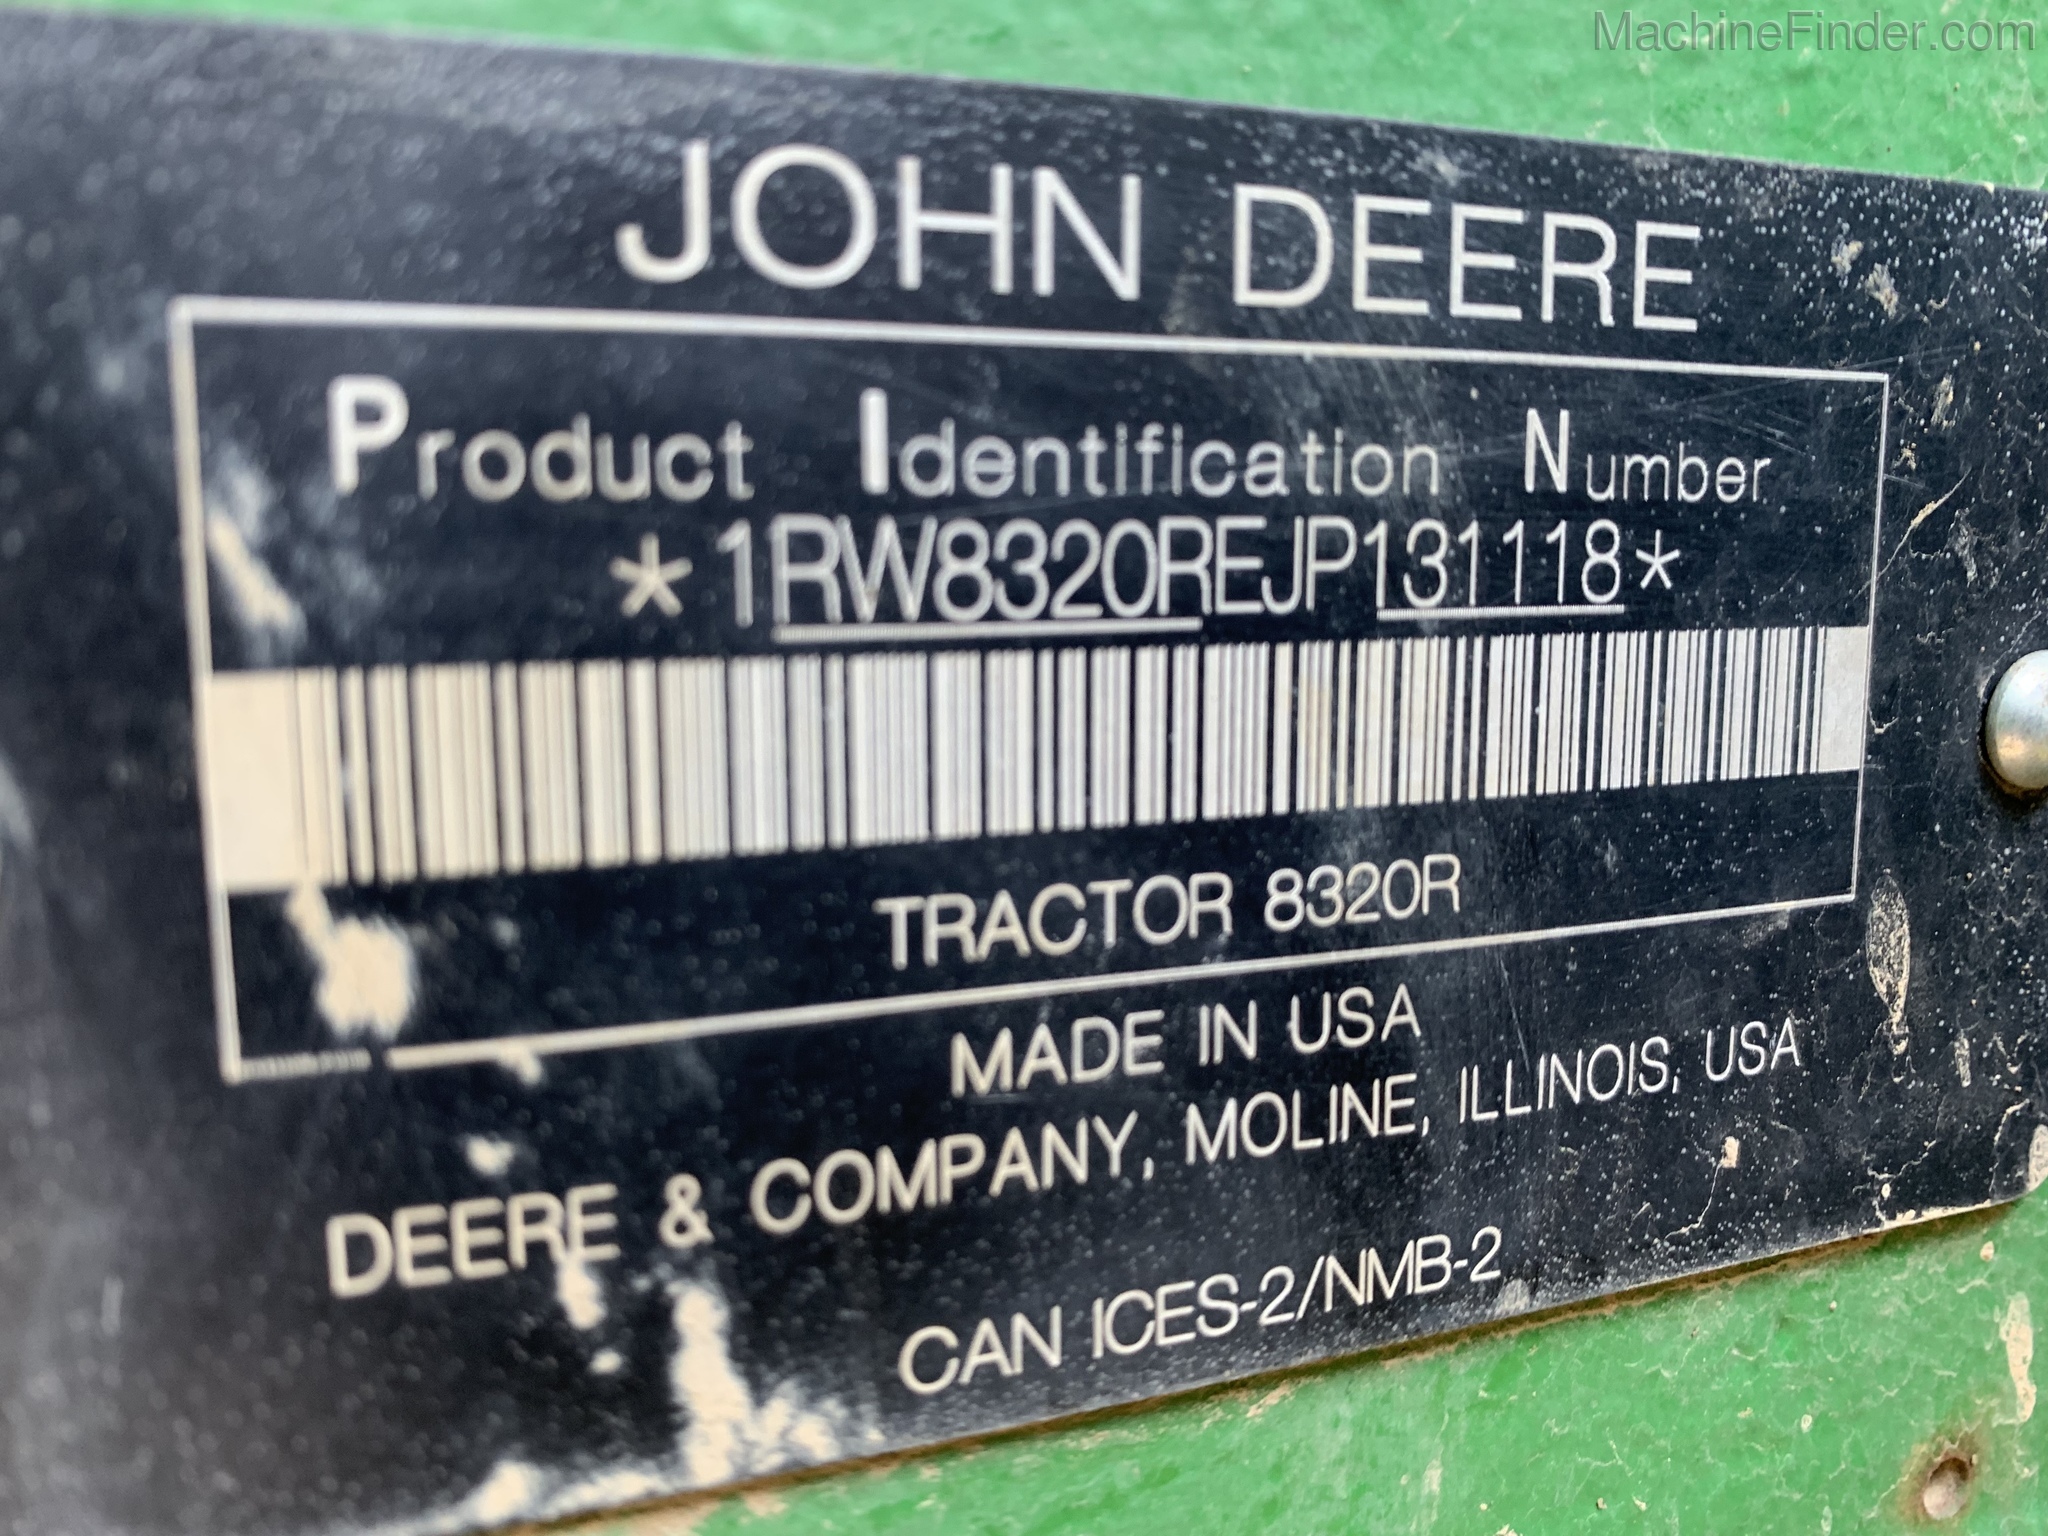 MachineFinder.com
JOHN DEERE
Product Identification Number
*1RW8320REJP131118*
TRACTOR 8320R
MADE IN USA
DEERE & COMPANY, MOLINE, ILLINOIS, USA
CAN ICES-2/NMB-2